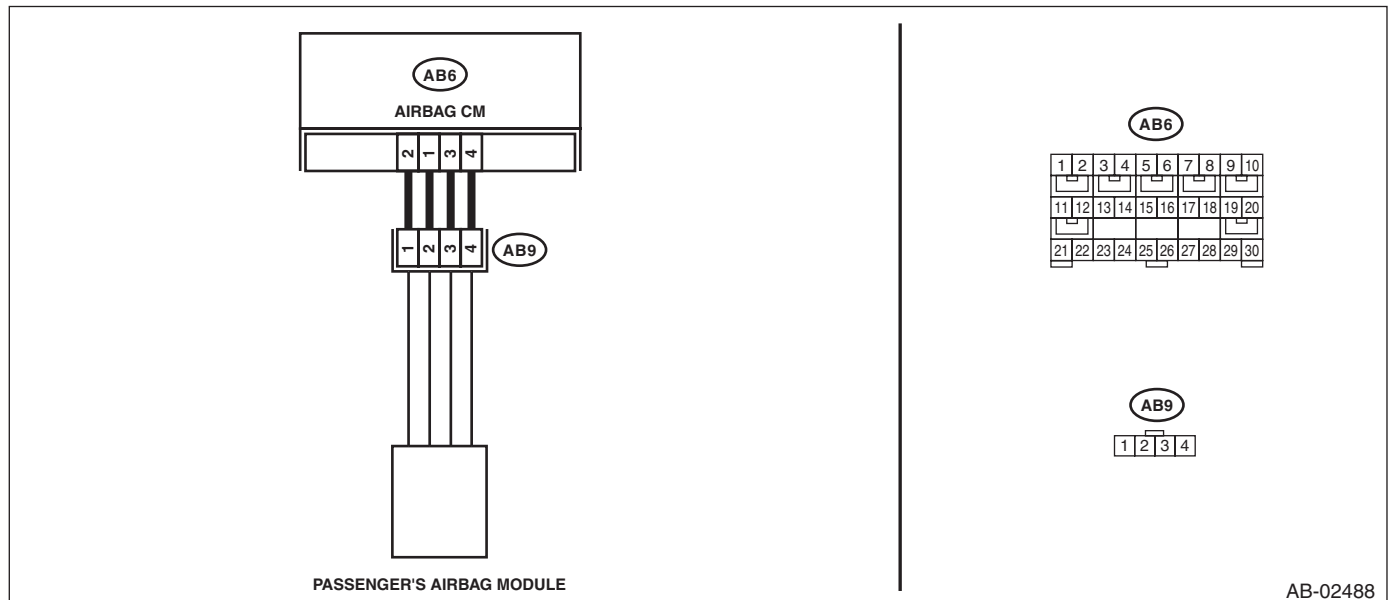 AB6
AIRBAG CM
2 1 3 4
1 2 3 4
AB9
PASSENGER'S AIRBAG MODULE
AB6
1 2 3 4 5 6 7 8 9 10
11 12 13 14 15 16 17 18 19 20
21 22 23 24 25 26 27 28 29 30
AB9
1 2 3 4
AB-02488